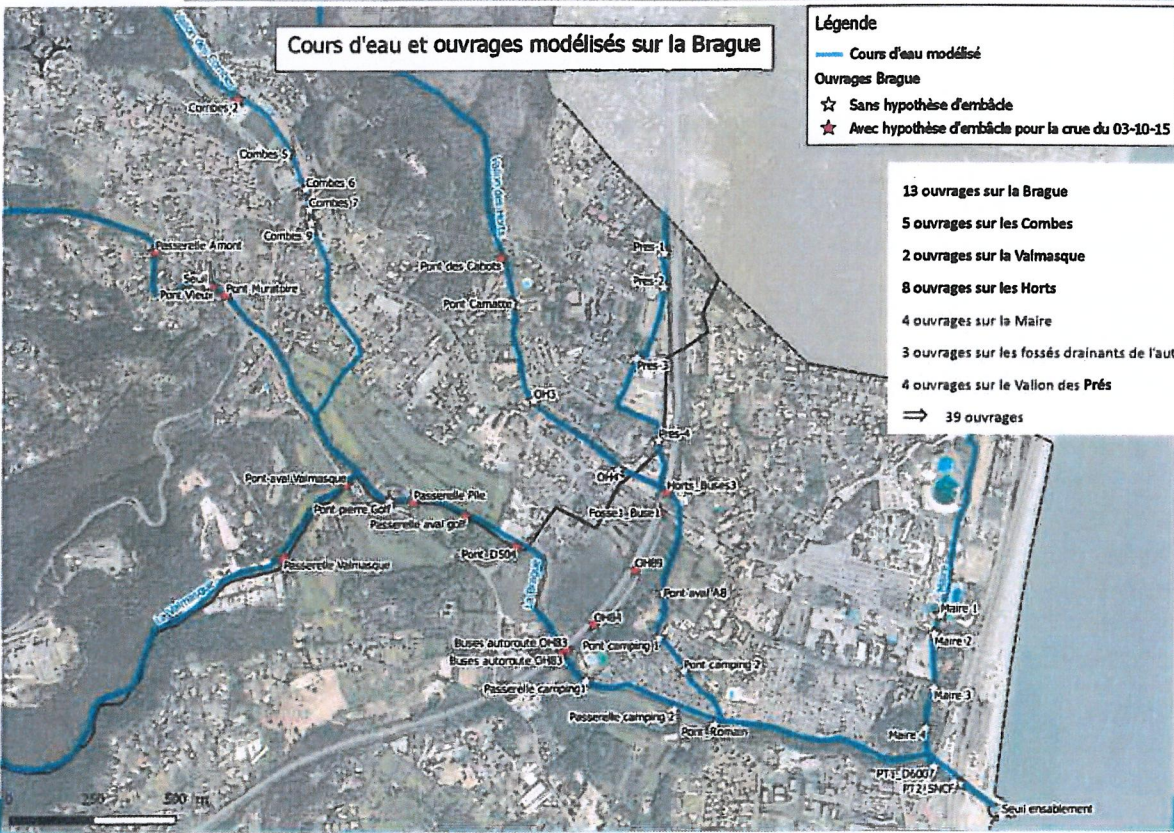 Cours d'eau et ouvrages modélisés sur la Brague
Légende
Cours d'eau modélisé
Ouvrages Brague
Sans hypothèse d'embâcle
Avec hypothèse d'embâcle pour la crue du 03-10-15
13 ouvrages sur la Brague
5 ouvrages sur les Combes
2 ouvrages sur la Valmasque
8 ouvrages sur les Horts
4 ouvrages sur la Maire
3 ouvrages sur les fossés drainants de l'aut
4 ouvrages sur le Vallon des Prés
⇒ 39 ouvrages
Combes 2
Combes 5
Combes 6
Combes 7
Combes 9
Vallon des Horts
Passerelle Amont
Seuil
Pont Vieux
Pont Muratoire
Pont des Cabots
Pont Camatte
Pres-1
Pres-2
Pres-3
OH3
Pres-4
OH4
Horts_Buses3
Fosse1_Buse1
Pont-aval Valmasque
Pont pierre Golf
Passerelle Pile
Passerelle aval golf
Pont_D504
Passerelle Valmasque
La Valmasque
OH89
Pont aval A8
OH84
Buses autoroute OH83
Buses autoroute OH83
Pont camping 1
Pont camping 2
Passerelle camping1
Passerelle camping 2
Pont_Romain
Maire 1
Maire 2
Maire 3
Maire 4
PT1_D6007
PT2_SNCF
Seuil ensablement
0 250 500 m